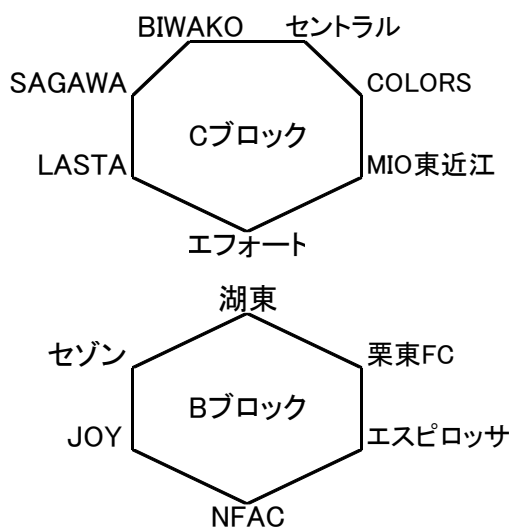 BIWAKO セントラル
SAGAWA COLORS
Cブロック
LASTA MIO東近江
エフォート
湖東
セゾン 栗東FC
Bブロック
JOY エスピロッサ
NFAC